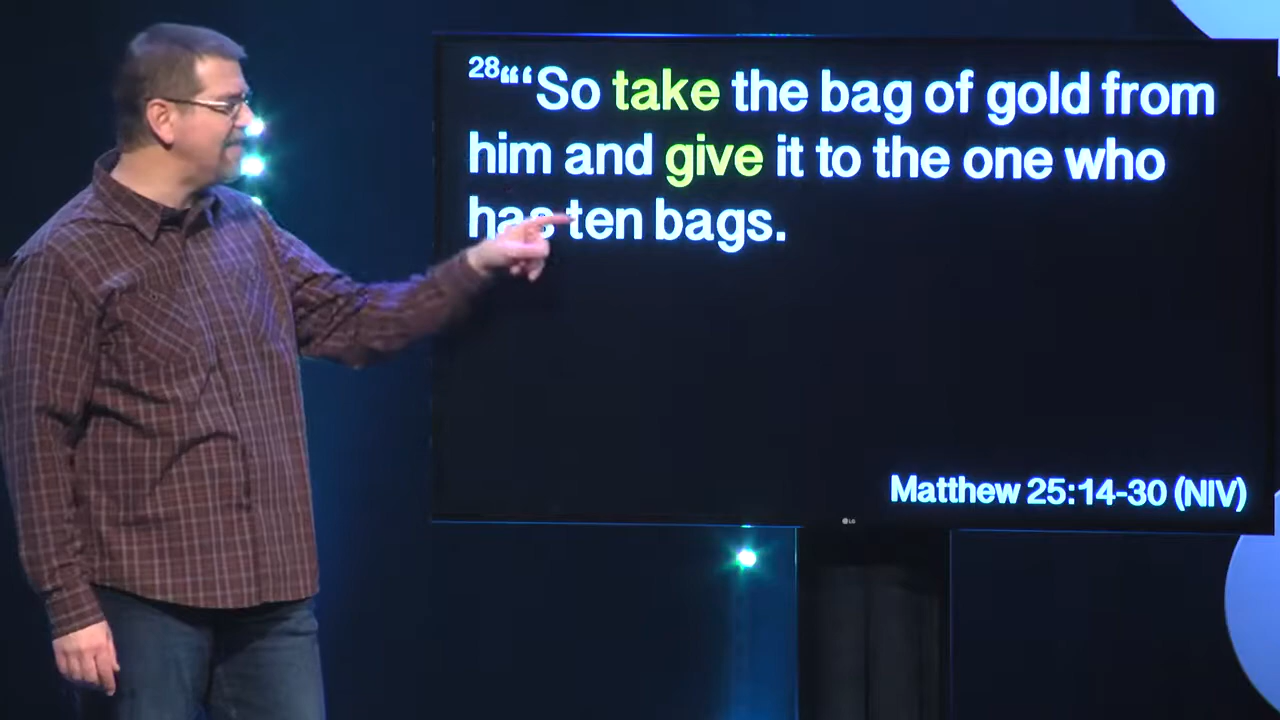 28"'"So take the bag of gold from
him and give it to the one who
has ten bags.
Matthew 25:14-30 (NIV)
LG